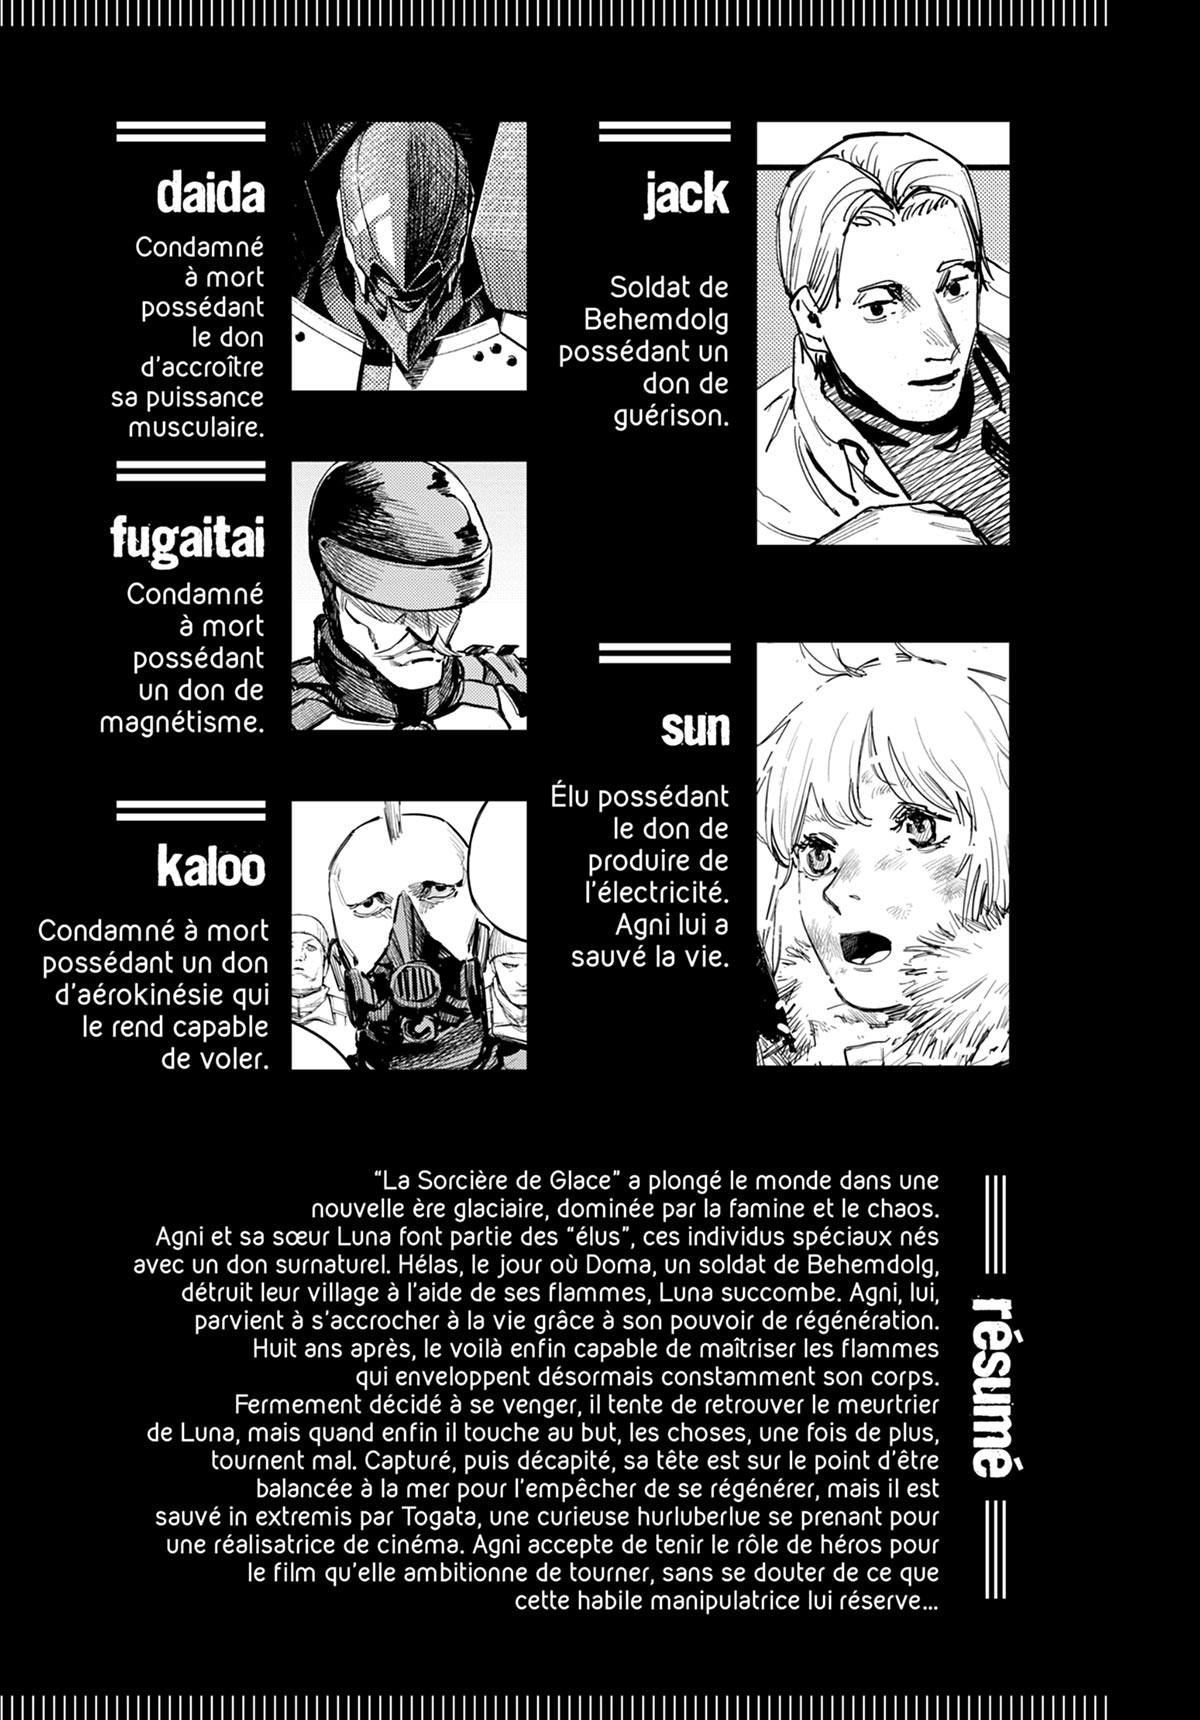 daida
Condamné
à mort
possédant
le don
d'accroître
sa puissance
musculaire.
fugaitai
Condamné
à mort
possédant
un don de
magnétisme.
kaloo
Condamné à mort
possédant un don
d'aérokinésie qui
le rend capable
de voler.
jack
Soldat de
Behemdolg
possédant un
don de
guérison.
sun
Élu possédant
le don de
produire de
l'électricité.
Agni lui a
sauvé la vie.
résumé
"La Sorcière de Glace" a plongé le monde dans une
nouvelle ère glaciaire, dominée par la famine et le chaos.
Agni et sa sœur Luna font partie des "élus", ces individus spéciaux nés
avec un don surnaturel. Hélas, le jour où Doma, un soldat de Behemdolg,
détruit leur village à l'aide de ses flammes, Luna succombe. Agni, lui,
parvient à s'accrocher à la vie grâce à son pouvoir de régénération.
Huit ans après, le voilà enfin capable de maîtriser les flammes
qui enveloppent désormais constamment son corps.
Fermement décidé à se venger, il tente de retrouver le meurtrier
de Luna, mais quand enfin il touche au but, les choses, une fois de plus,
tournent mal. Capturé, puis décapité, sa tête est sur le point d'être
balancée à la mer pour l'empêcher de se régénérer, mais il est
sauvé in extremis par Togata, une curieuse hurluberlue se prenant pour
une réalisatrice de cinéma. Agni accepte de tenir le rôle de héros pour
le film qu'elle ambitionne de tourner, sans se douter de ce que
cette habile manipulatrice lui réserve...